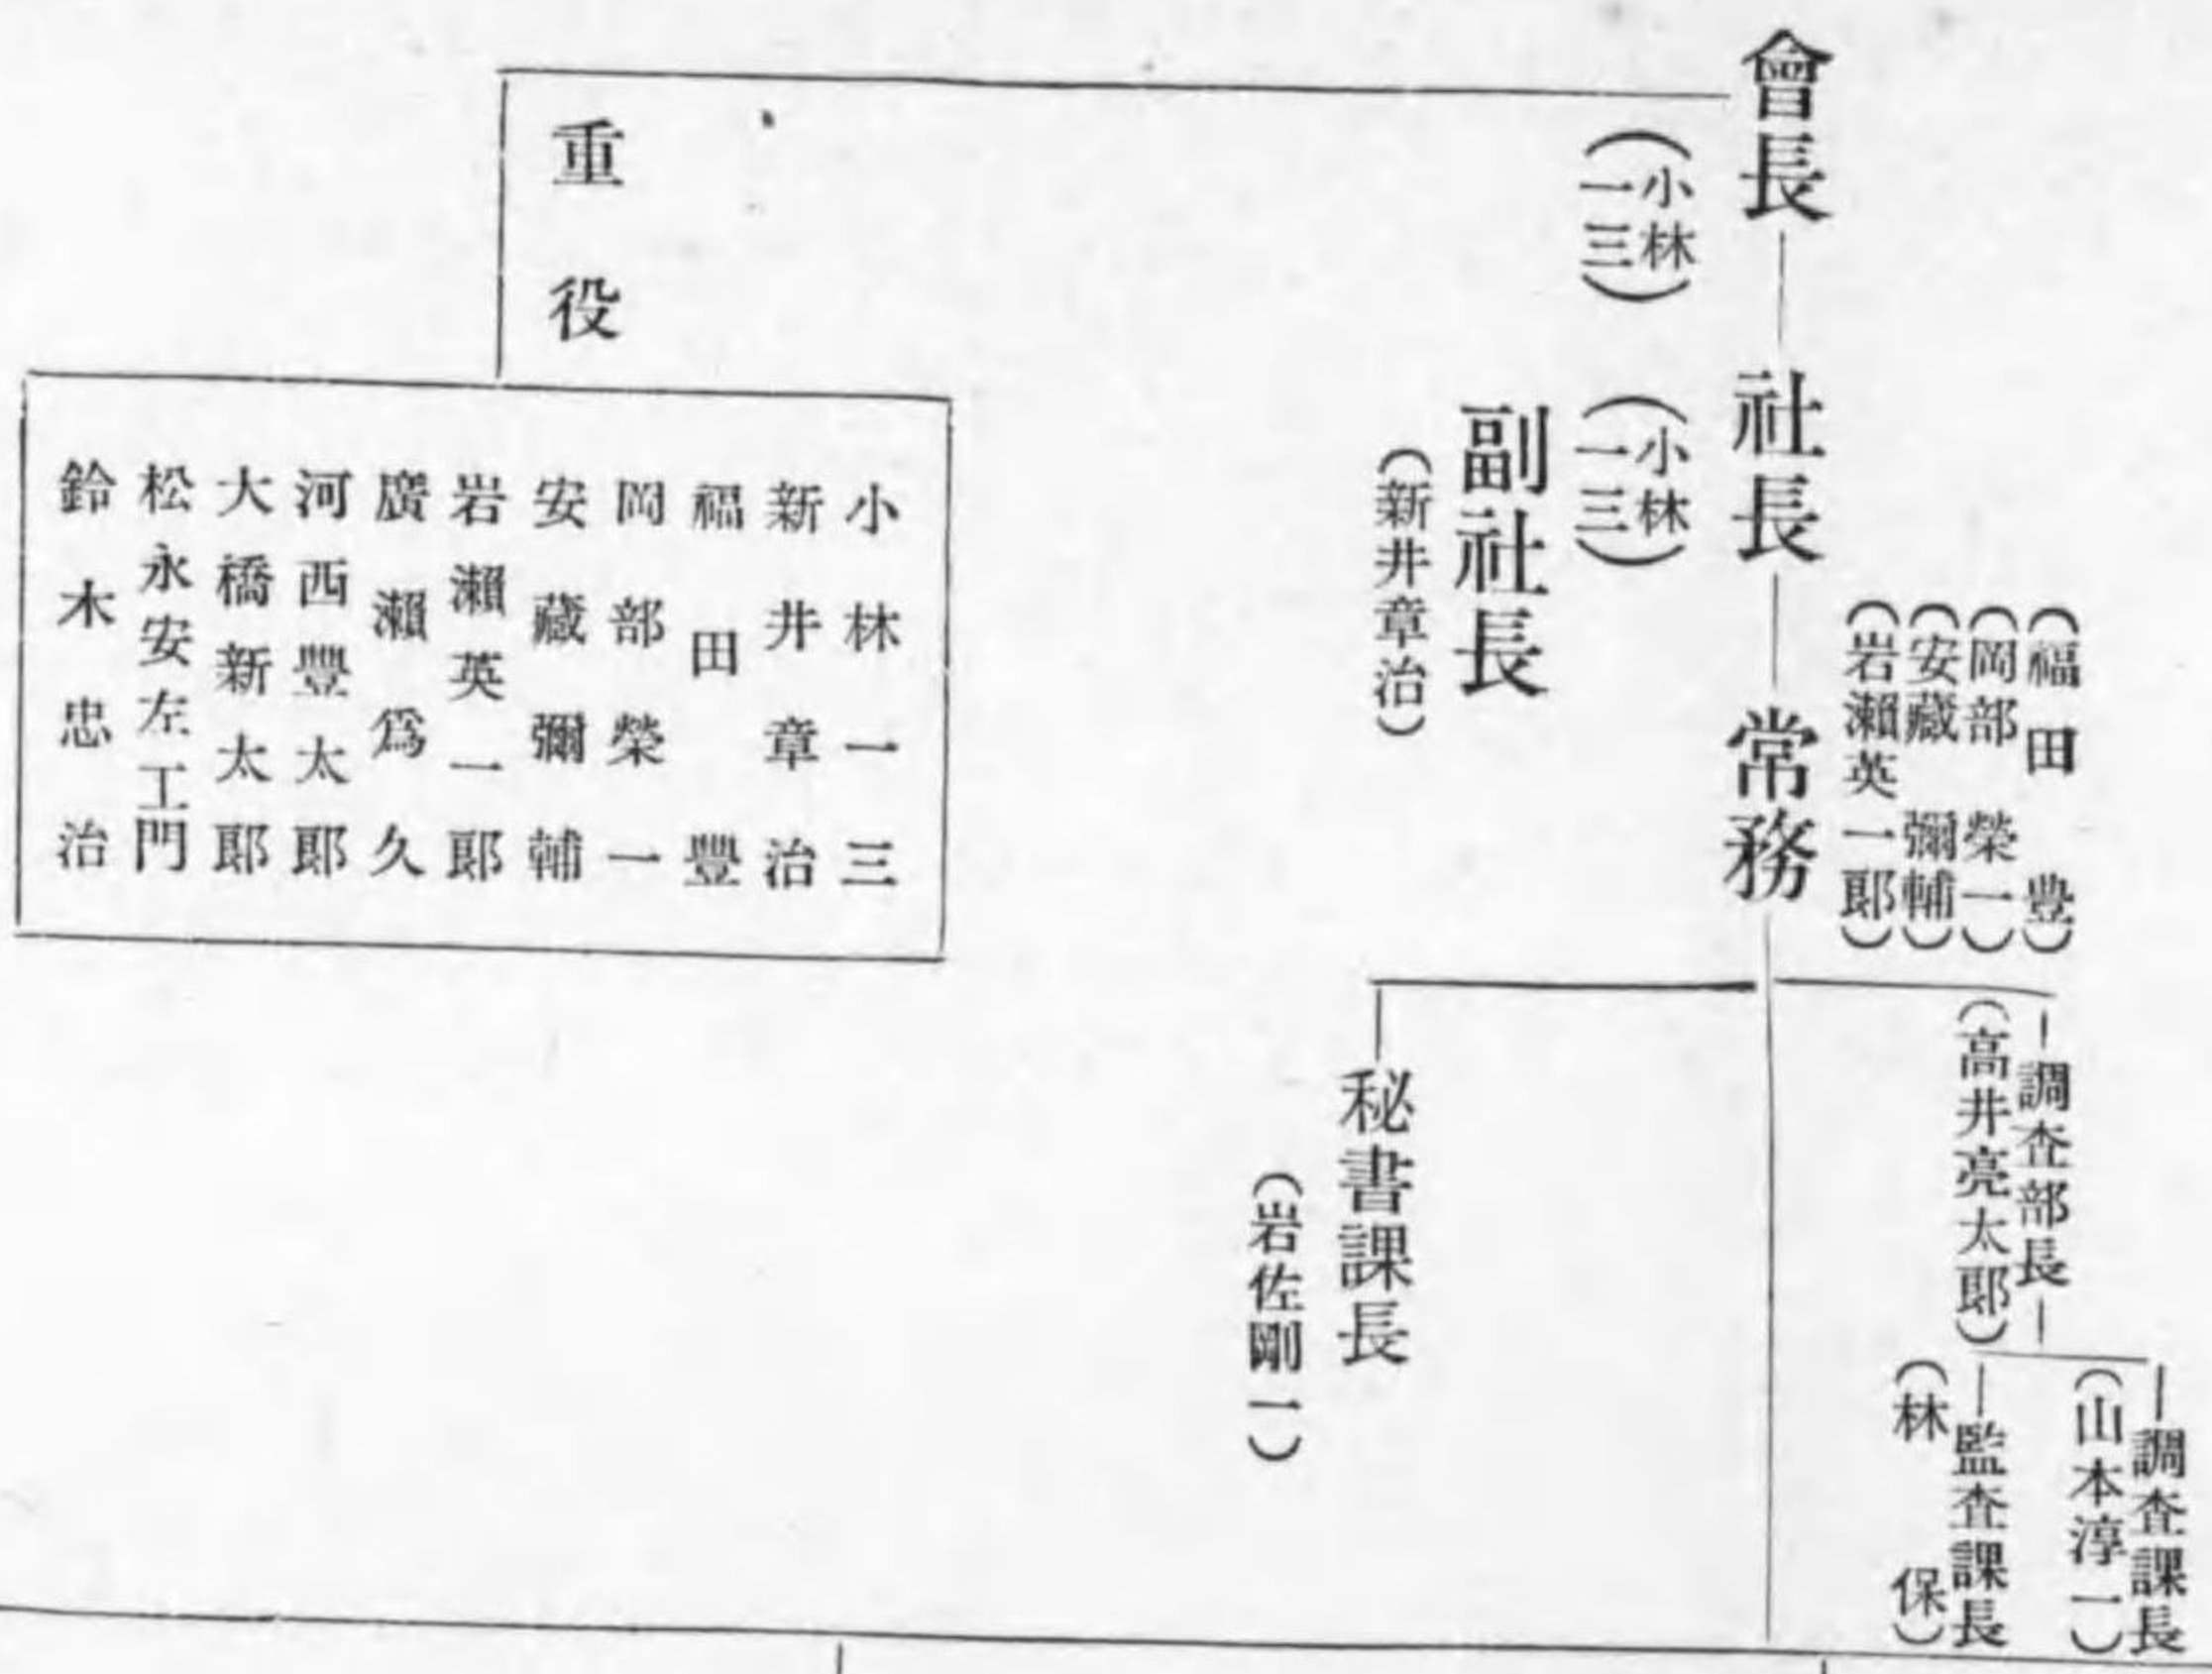 會長
（小林
一三）
社長
（小林
一三）
副社長
（新井章治）
常務
（福田豊）
（岡部榮一）
（安藏彌輔）
（岩瀬英一郎）
調査部長
（高井亮太郎）
調査課長
（山本淳一）
監査課長
（林保）
秘書課長
（岩佐剛一）
重役
小林一三
新井章治
福田豐
岡部榮一
安藏彌輔
岩瀬英一郎
廣瀬爲久
河西豐太郎
大橋新太郎
松永安左エ門
鈴木忠治